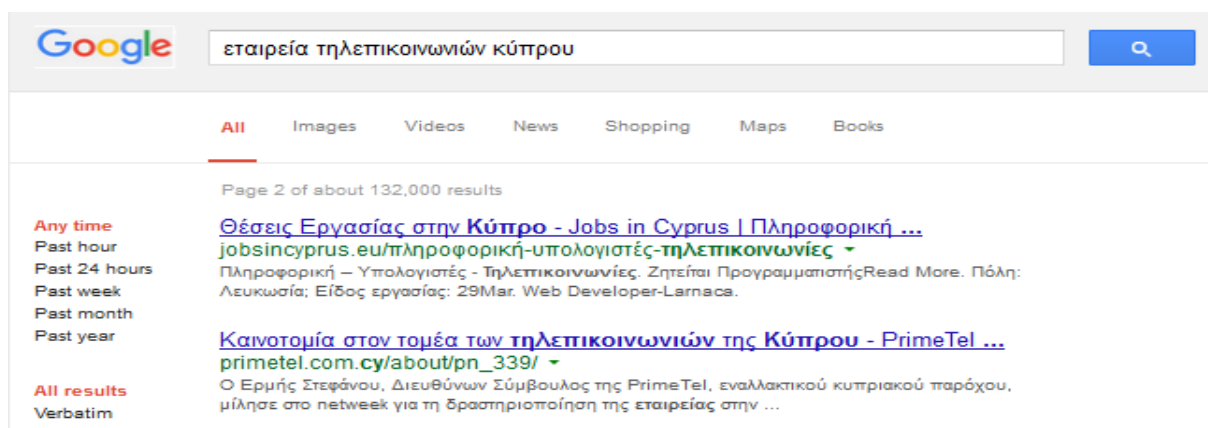 Google
εταιρεία τηλεπικοινωνιών κύπρου
All Images Videos News Shopping Maps Books
Page 2 of about 132,000 results
Any time
Past hour
Past 24 hours
Past week
Past month
Past year
All results
Verbatim
Θέσεις Εργασίας στην Κύπρο - Jobs in Cyprus | Πληροφορική ...
jobsincyprus.eu/πληροφορική-υπολογιστές-τηλεπικοινωνίες
Πληροφορική – Υπολογιστές - Τηλεπικοινωνίες. Ζητείται ΠρογραμματιστήςRead More. Πόλη:
Λευκωσία; Είδος εργασίας: 29Mar. Web Developer-Larnaca.
Καινοτομία στον τομέα των τηλεπικοινωνιών της Κύπρου - PrimeTel ...
primetel.com.cy/about/pn_339/
Ο Ερμής Στεφάνου, Διευθύνων Σύμβουλος της PrimeTel, εναλλακτικού κυπριακού παρόχου,
μίλησε στο netweek για τη δραστηριοποίηση της εταιρείας στην ...